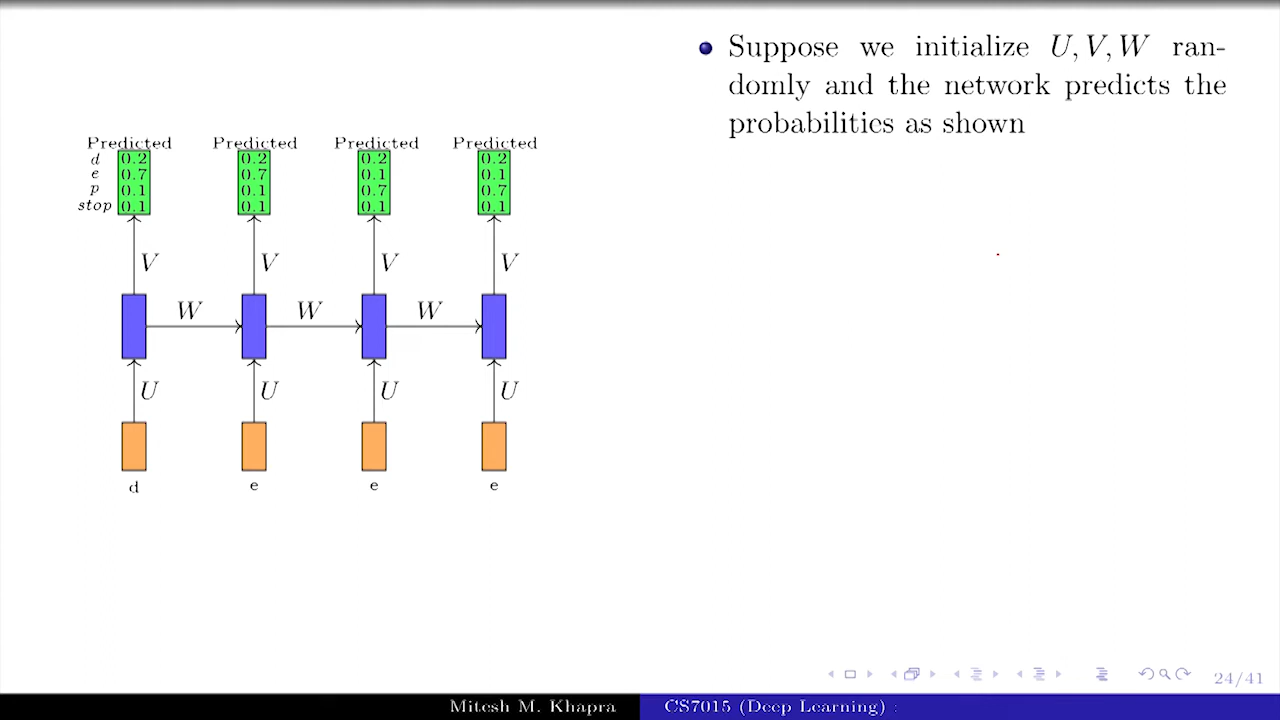 Suppose we initialize U, V, W ran-
domly and the network predicts the
probabilities as shown
Predicted Predicted Predicted Predicted
d 0.2 0.2 0.2 0.2
e 0.7 0.7 0.1 0.1
p 0.1 0.1 0.7 0.7
stop 0.1 0.1 0.1 0.1
V V V V
W W W
U U U U
d e e e
24/41
Mitesh M. Khapra CS7015 (Deep Learning) :